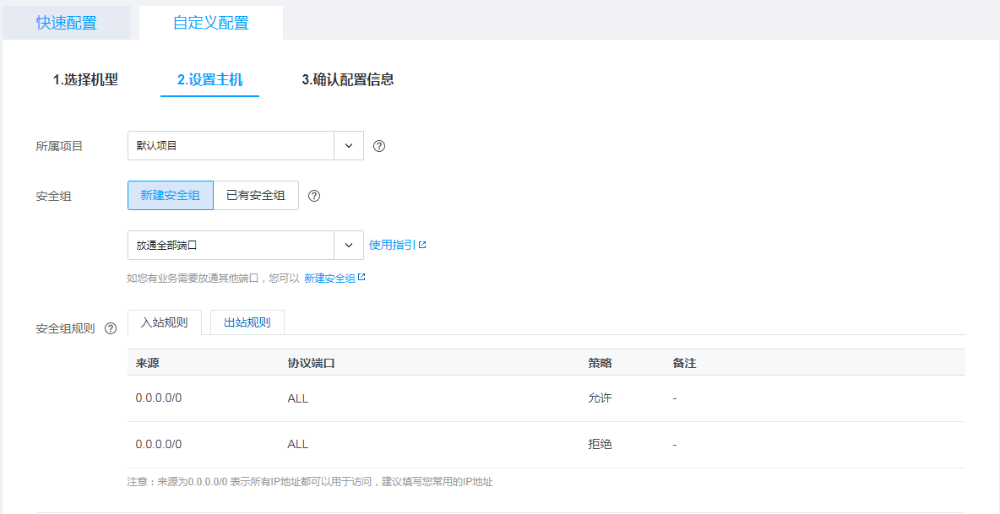 快速配置 自定义配置
1.选择机型 2.设置主机 3.确认配置信息
所属项目 默认项目
安全组 新建安全组 已有安全组
放通全部端口 使用指引
如您有业务需要放通其他端口，您可以 新建安全组
安全组规则 入站规则 出站规则
来源 协议端口 策略 备注
0.0.0.0/0 ALL 允许 -
0.0.0.0/0 ALL 拒绝 -
注意：来源为0.0.0.0/0 表示所有IP地址都可以用于访问，建议填写您常用的IP地址